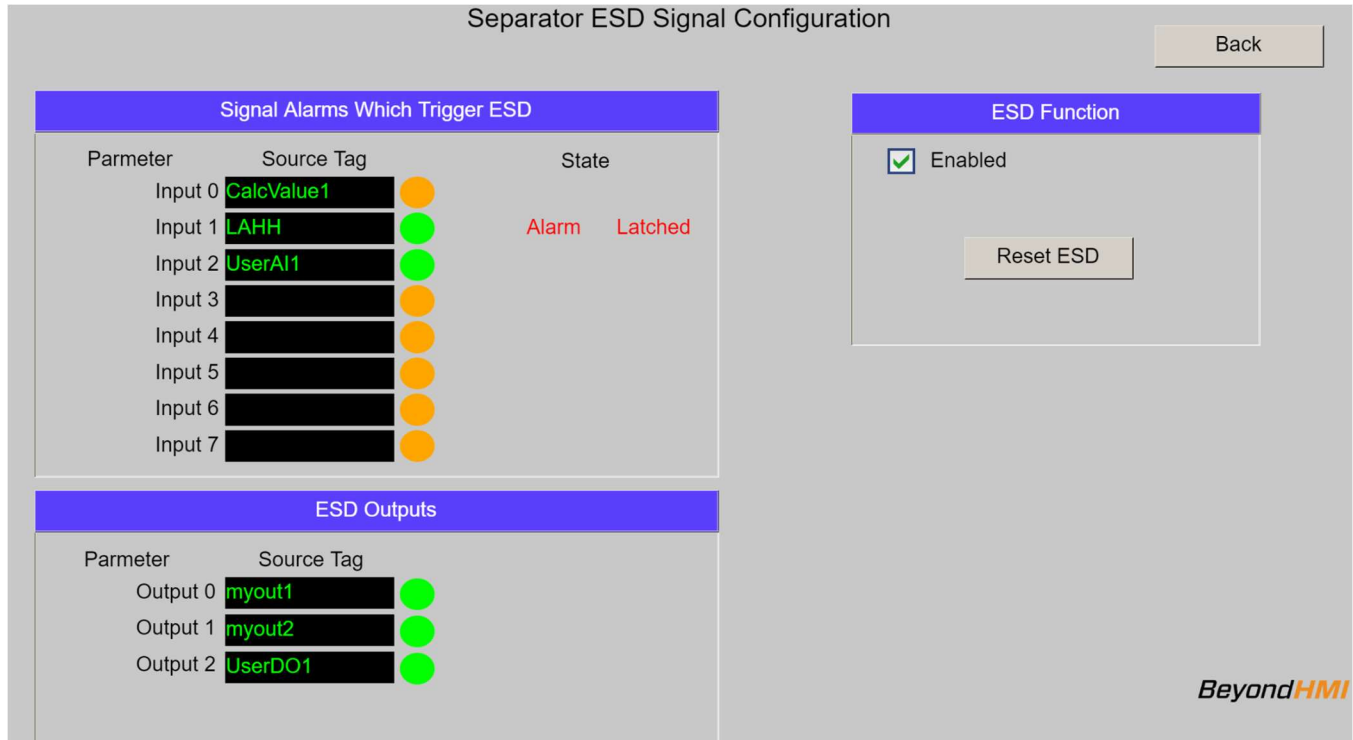 Separator ESD Signal Configuration
Back
Signal Alarms Which Trigger ESD
Parmeter Source Tag State
Input 0 CalcValue1
Input 1 LAHH Alarm Latched
Input 2 UserAI1
Input 3
Input 4
Input 5
Input 6
Input 7
ESD Function
Enabled
Reset ESD
ESD Outputs
Parmeter Source Tag
Output 0 myout1
Output 1 myout2
Output 2 UserDO1
BeyondHMI